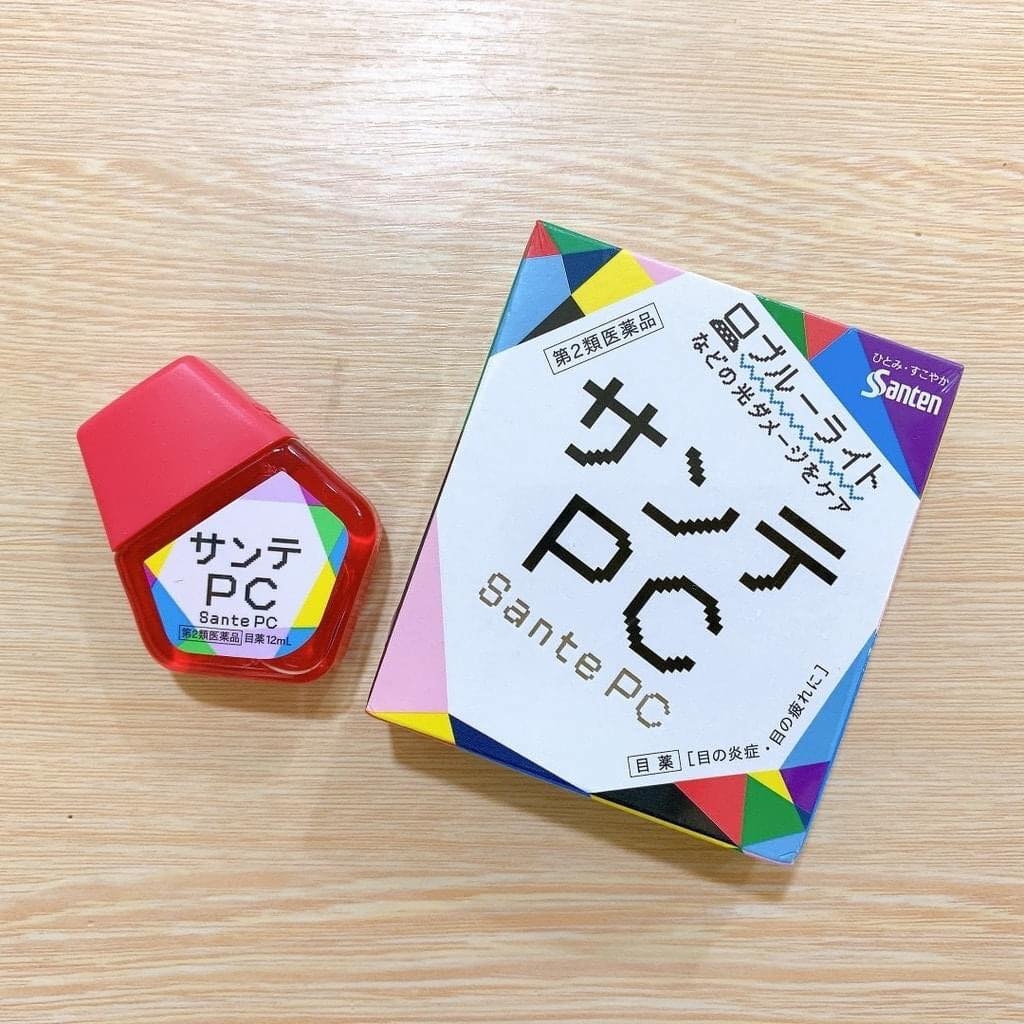 サンテ
PC
Sante PC
第2類医薬品 目薬 12mL
第2類医薬品
ブルーライト
などの光ダメージをケア
ひとみ・すこやか
Santen
サンテ
PC
Sante PC
目薬 [目の炎症・目の疲れに]